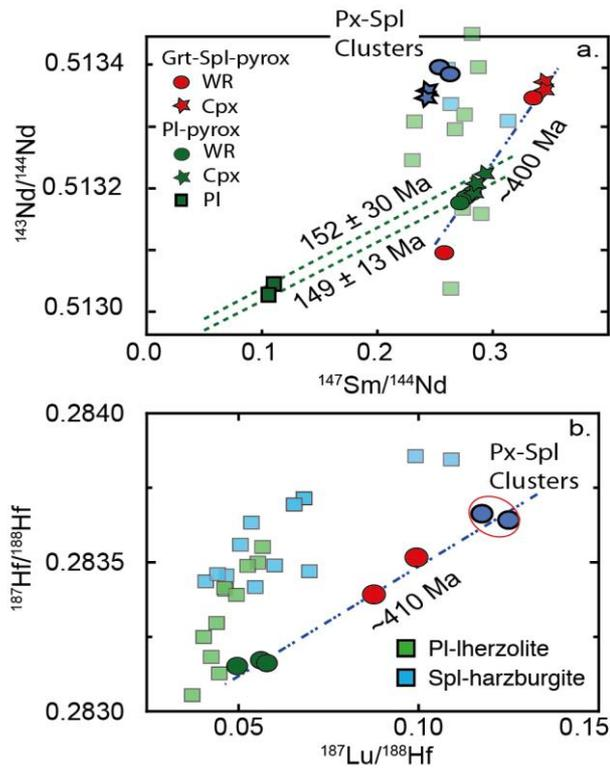 Px-Spl
Clusters
a.
0.5134
0.5132
0.5130
¹⁴³Nd/¹⁴⁴Nd
Grt-Spl-pyrox
WR
Cpx
Pl-pyrox
WR
Cpx
Pl
152 ± 30 Ma
149 ± 13 Ma
~400 Ma
0.0
0.1
0.2
0.3
¹⁴⁷Sm/¹⁴⁴Nd
b.
0.2840
0.2835
0.2830
¹⁸⁷Hf/¹⁸⁸Hf
Px-Spl
Clusters
~410 Ma
Pl-lherzolite
Spl-harzburgite
0.05
0.10
0.15
¹⁸⁷Lu/¹⁸⁸Hf